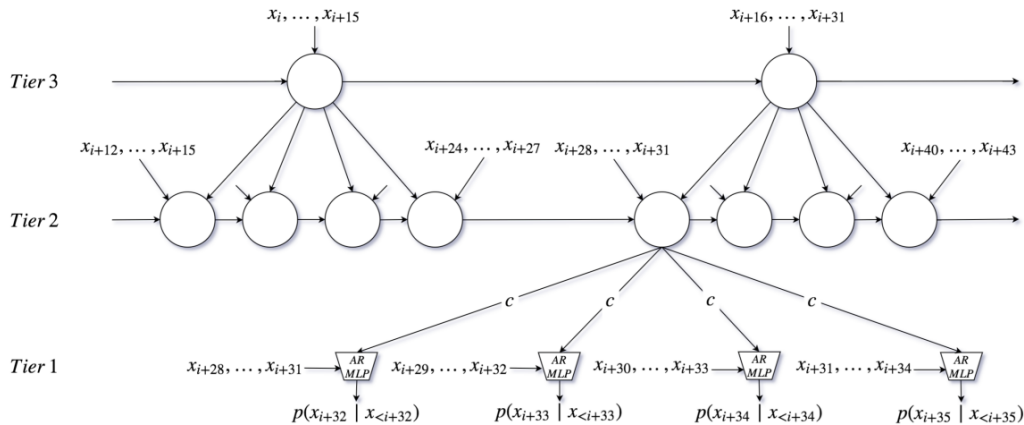 x_i, … , x_{i+15}
x_{i+16}, … , x_{i+31}
Tier 3
x_{i+12}, … , x_{i+15}
x_{i+24}, … , x_{i+27}
x_{i+28}, … , x_{i+31}
x_{i+40}, … , x_{i+43}
Tier 2
c
c
c
c
Tier 1
x_{i+28}, … , x_{i+31}
AR
MLP
x_{i+29}, … , x_{i+32}
AR
MLP
x_{i+30}, … , x_{i+33}
AR
MLP
x_{i+31}, … , x_{i+34}
AR
MLP
p(x_{i+32} | x_{<i+32})
p(x_{i+33} | x_{<i+33})
p(x_{i+34} | x_{<i+34})
p(x_{i+35} | x_{<i+35})